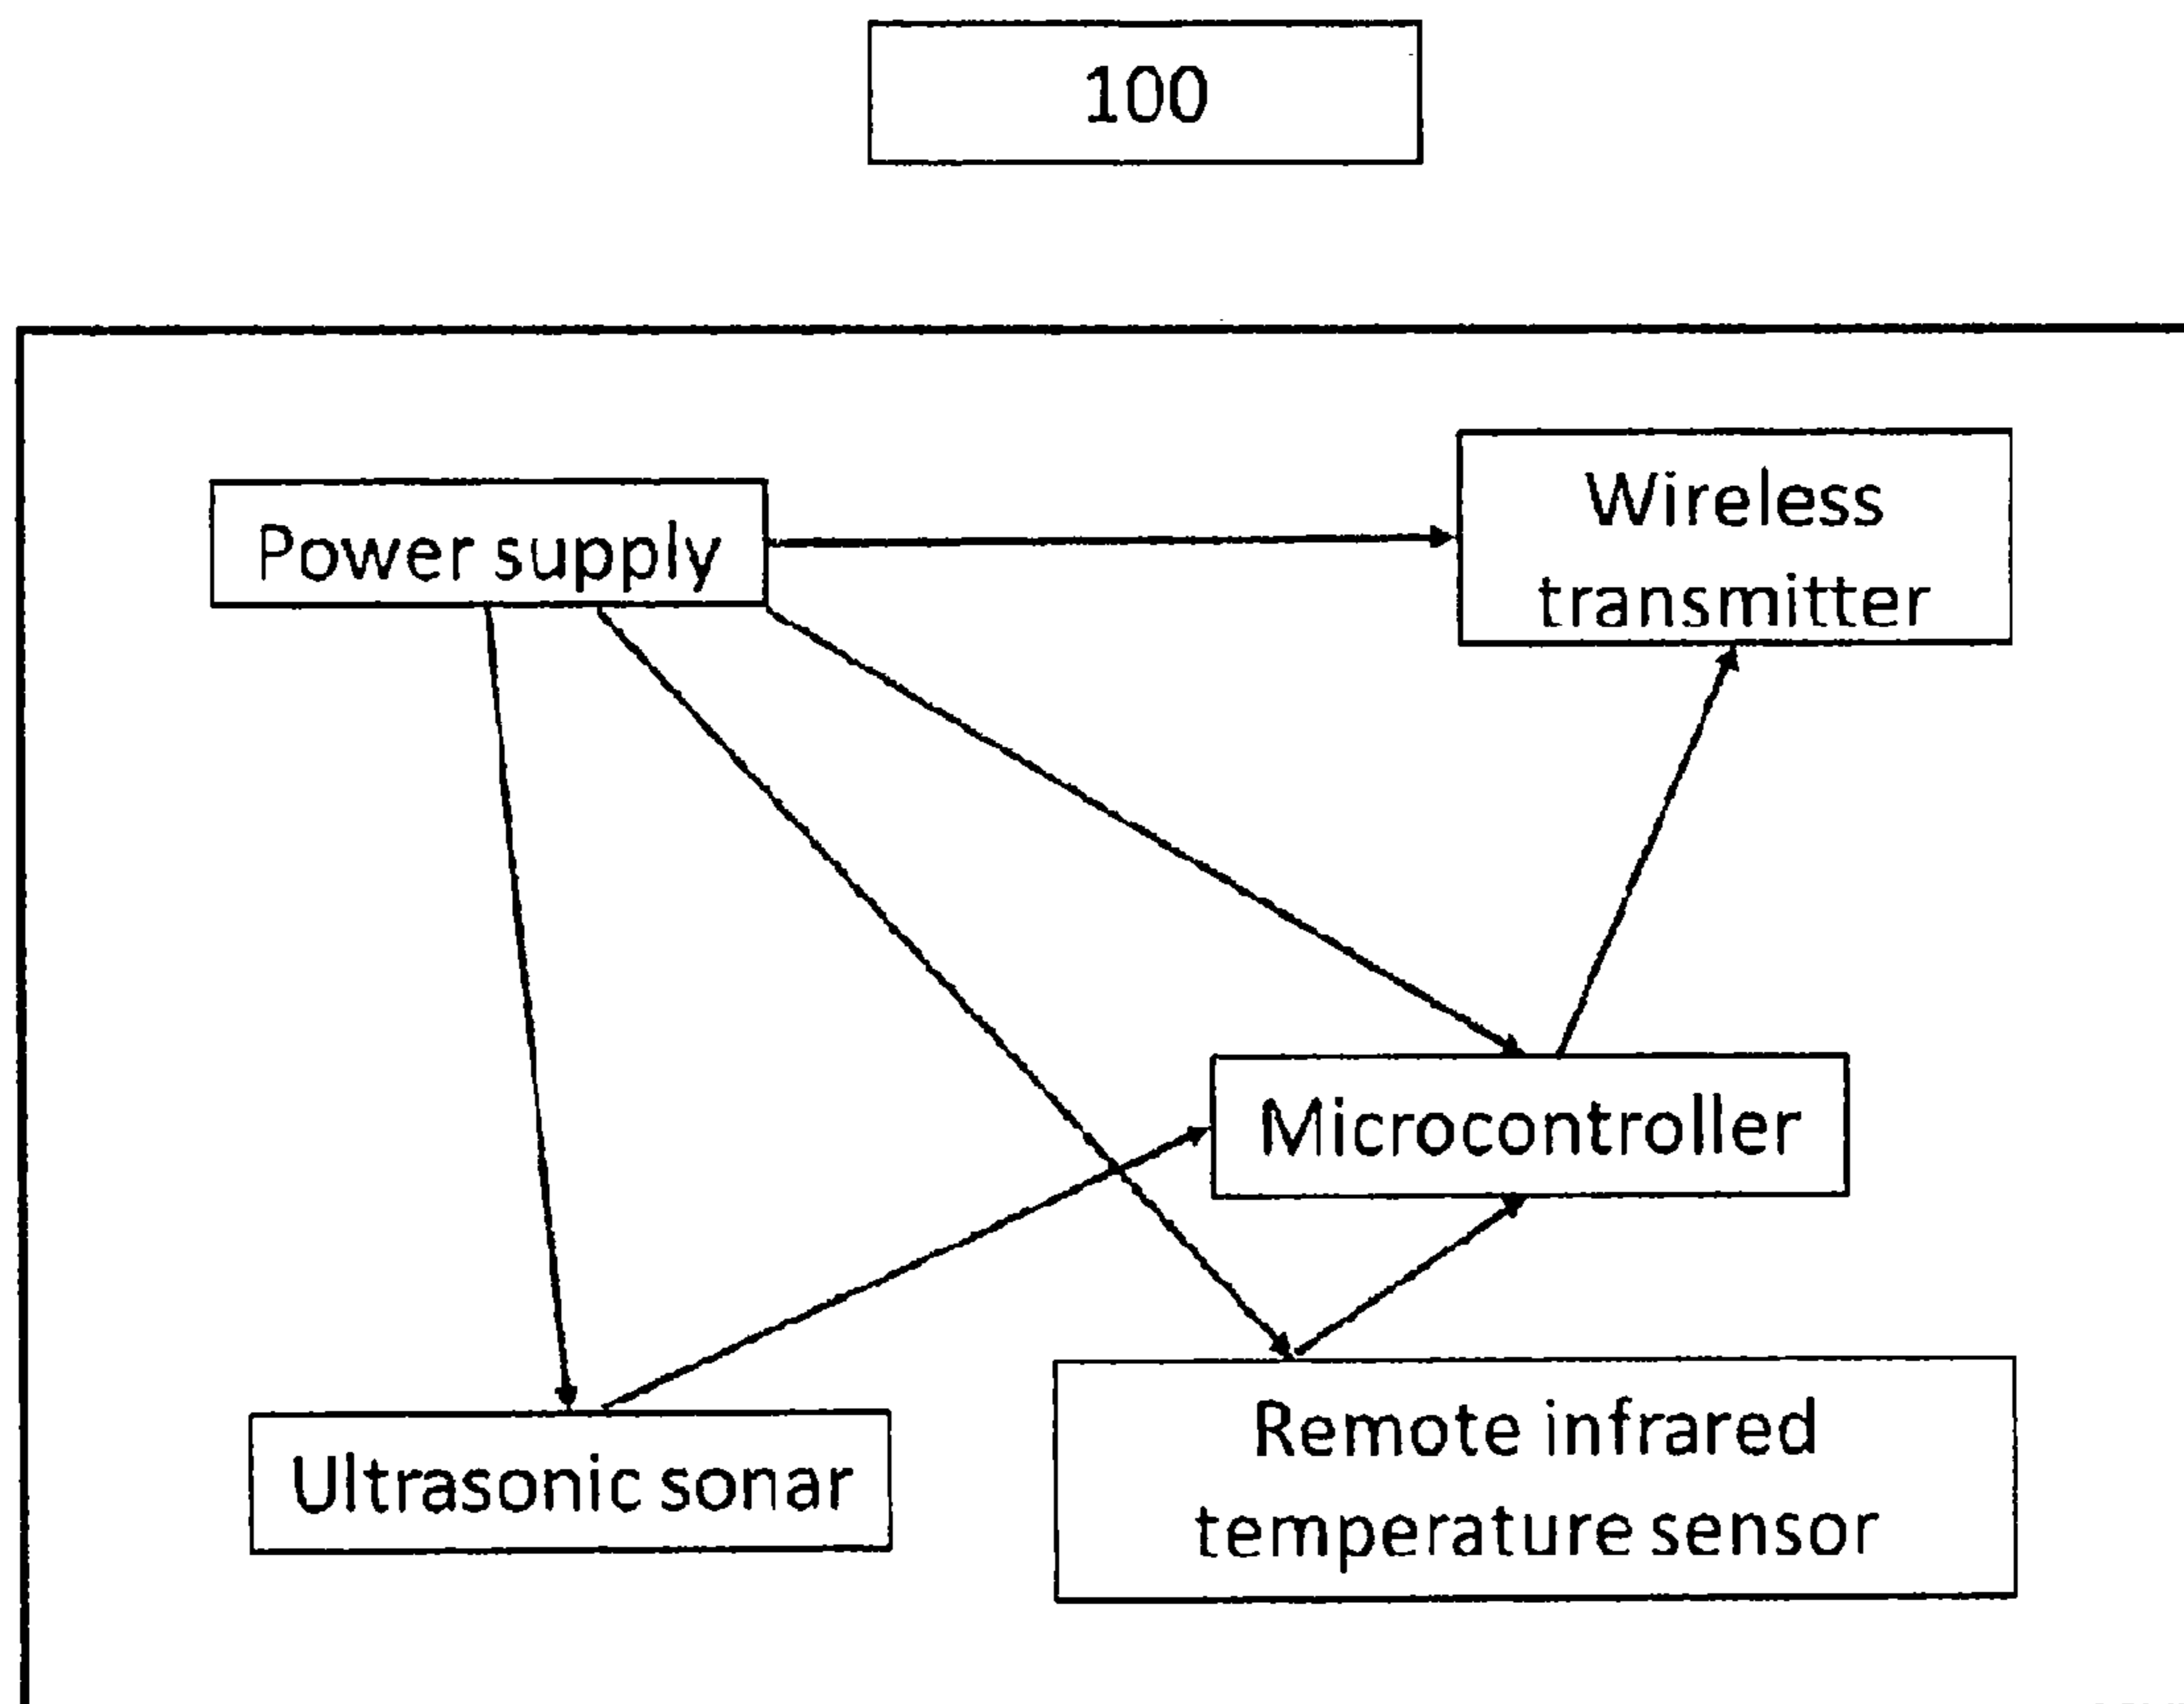 100
Power supply
Wireless
transmitter
Microcontroller
Ultrasonic sonar
Remote infrared
temperature sensor